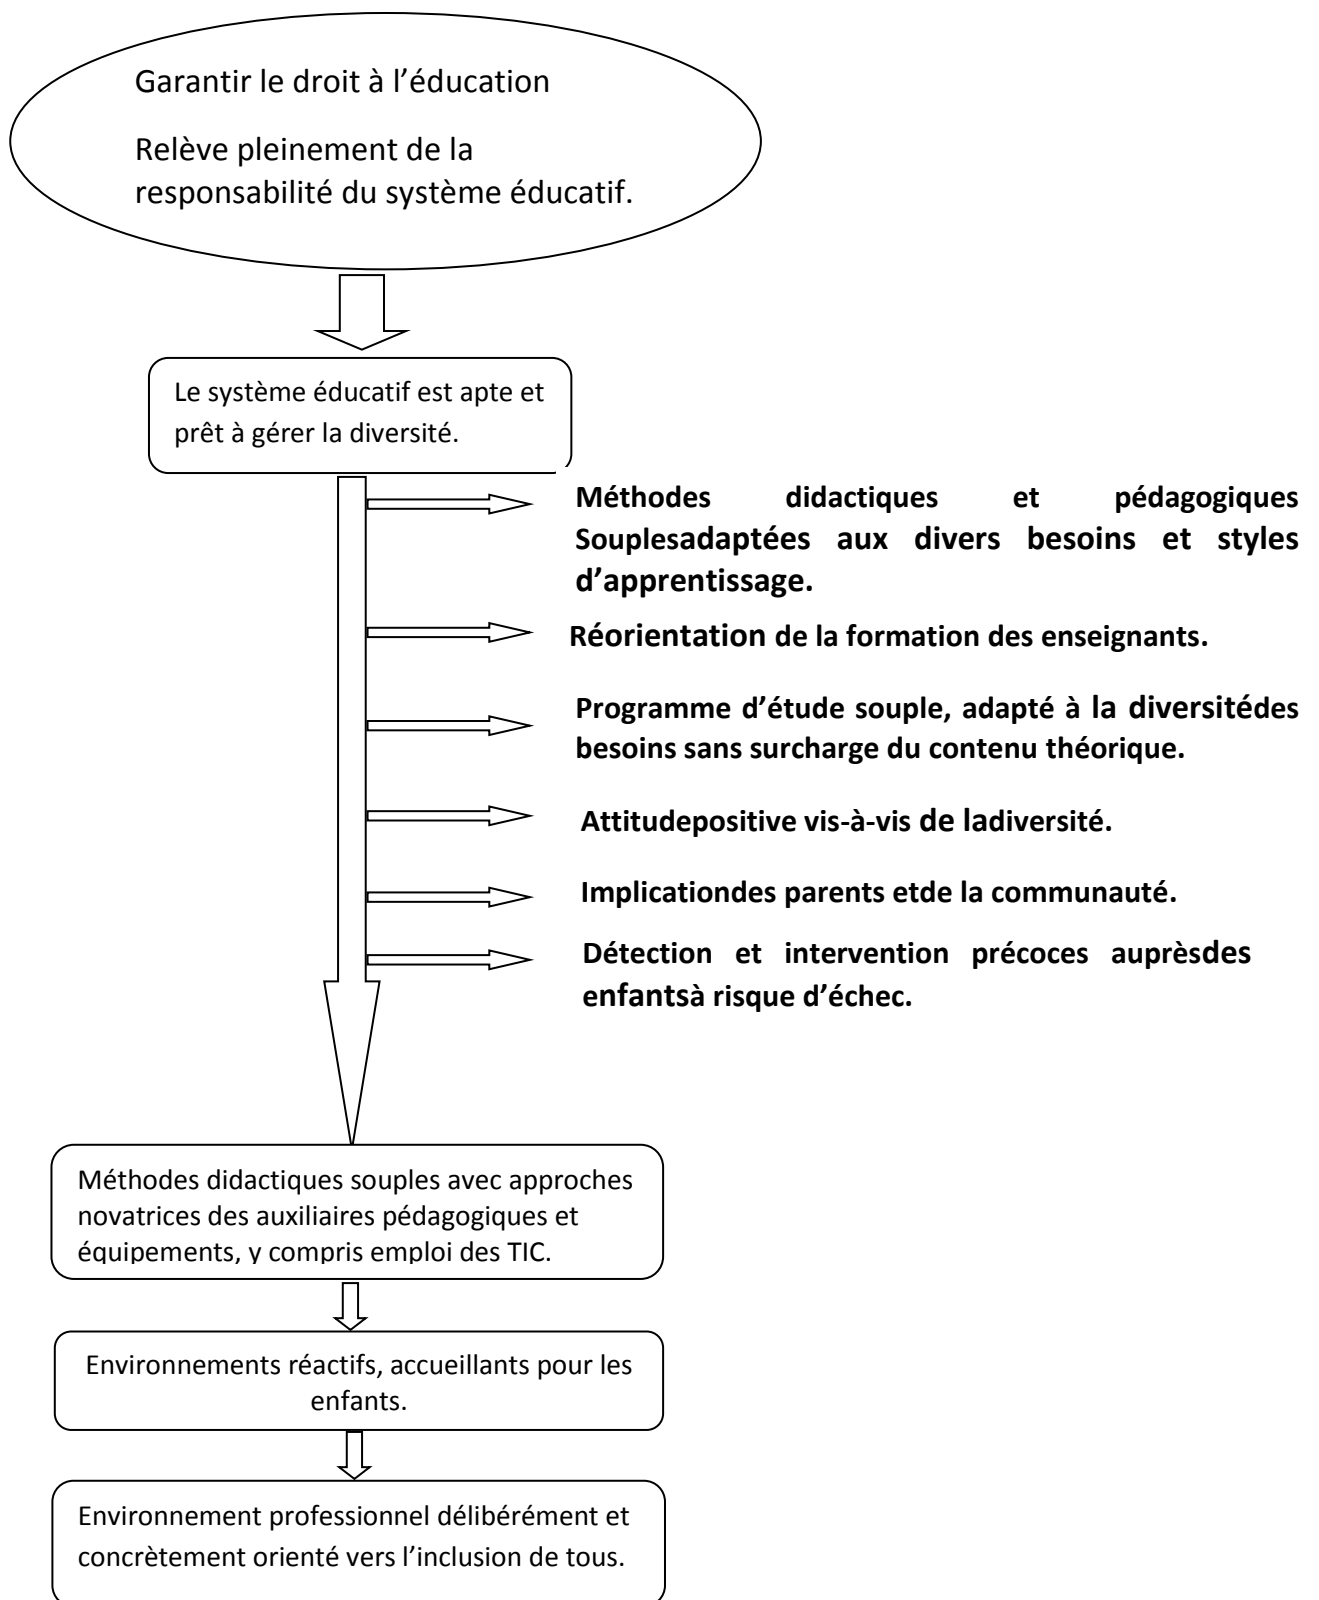 Garantir le droit à l’éducation
Relève pleinement de la
responsabilité du système éducatif.
Le système éducatif est apte et
prêt à gérer la diversité.
Méthodes didactiques et pédagogiques
Souplesadaptées aux divers besoins et styles
d’apprentissage.
Réorientation de la formation des enseignants.
Programme d’étude souple, adapté à la diversitédes
besoins sans surcharge du contenu théorique.
Attitudepositive vis-à-vis de ladiversité.
Implicationdes parents etde la communauté.
Détection et intervention précoces auprèsdes
enfantsà risque d’échec.
Méthodes didactiques souples avec approches
novatrices des auxiliaires pédagogiques et
équipements, y compris emploi des TIC.
Environnements réactifs, accueillants pour les
enfants.
Environnement professionnel délibérément et
concrètement orienté vers l’inclusion de tous.